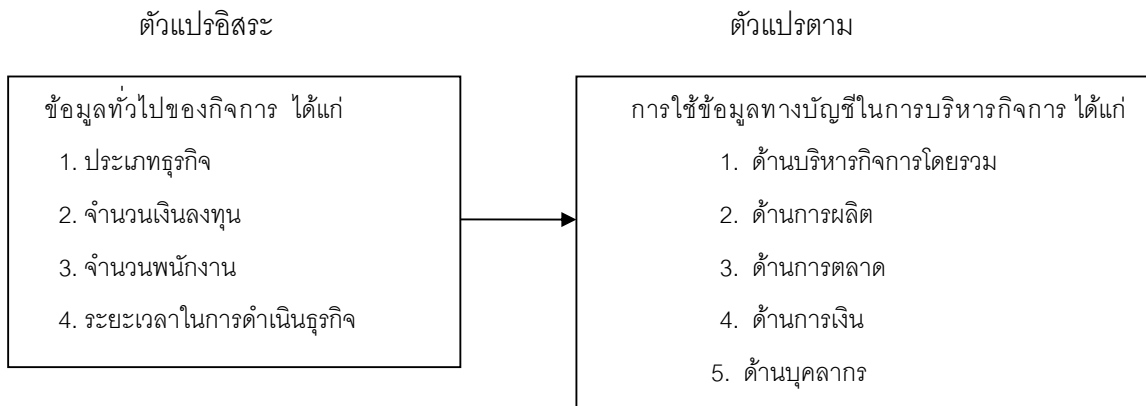 ตัวแปรอิสระ
ตัวแปรตาม
ข้อมูลทั่วไปของกิจการ ได้แก่
1. ประเภทธุรกิจ
2. จำนวนเงินลงทุน
3. จำนวนพนักงาน
4. ระยะเวลาในการดำเนินธุรกิจ
การใช้ข้อมูลทางบัญชีในการบริหารกิจการ ได้แก่
1. ด้านบริหารกิจการโดยรวม
2. ด้านการผลิต
3. ด้านการตลาด
4. ด้านการเงิน
5. ด้านบุคลากร